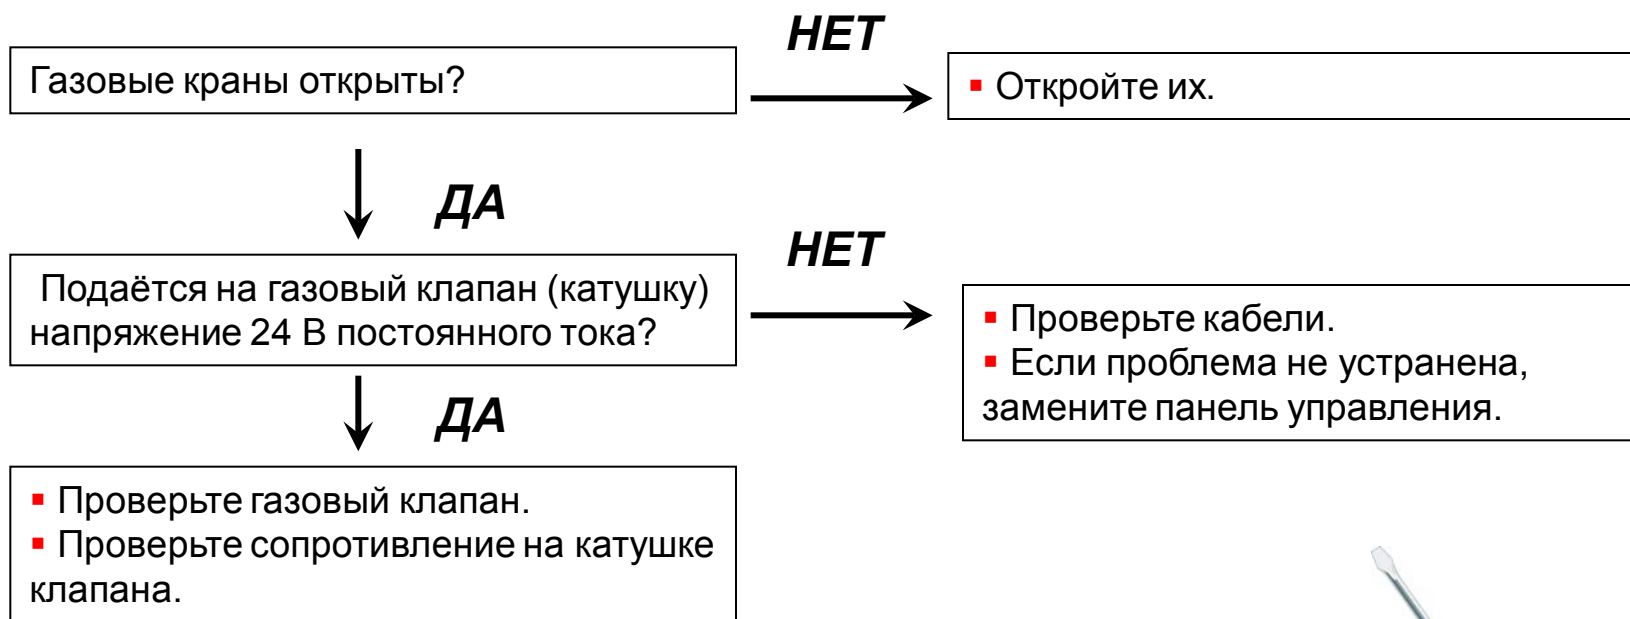 НЕТ
Газовые краны открыты?
▪ Откройте их.
ДА
НЕТ
Подаётся на газовый клапан (катушку)
напряжение 24 В постоянного тока?
▪ Проверьте кабели.
▪ Если проблема не устранена,
замените панель управления.
ДА
▪ Проверьте газовый клапан.
▪ Проверьте сопротивление на катушке
клапана.